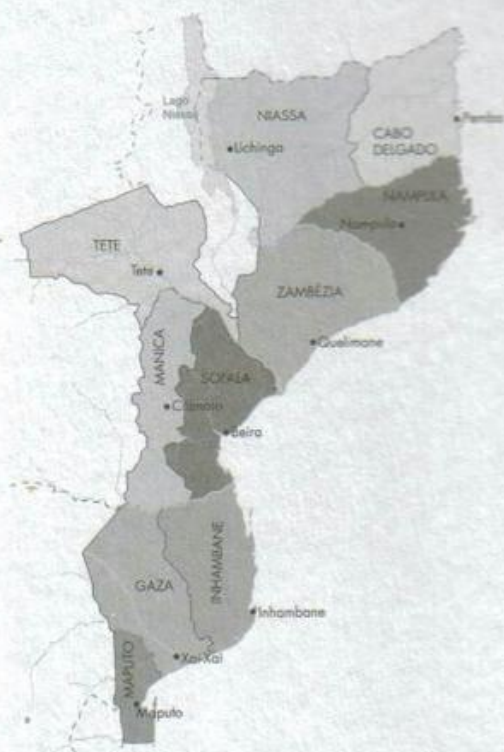 Lago
Niassa
NIASSA
Lichinga
CABO
DELGADO
Pemba
NAMPULA
Nampula
TETE
Tete
ZAMBÉZIA
Quelimane
MANICA
SOFALA
Chimoio
Beira
INHAMBANE
GAZA
Inhambane
MAPUTO
Xai-Xai
Maputo